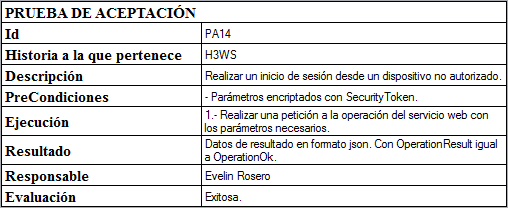 PRUEBA DE ACEPTACIÓN
Id PA14
Historia a la que pertenece H3WS
Descripción Realizar un inicio de sesión desde un dispositivo no autorizado.
PreCondiciones - Parámetros encriptados con SecurityToken.
Ejecución 1.- Realizar una petición a la operación del servicio web con
los parámetros necesarios.
Resultado Datos de resultado en formato json. Con OperationResult igual
a OperationOk.
Responsable Evelin Rosero
Evaluación Exitosa.